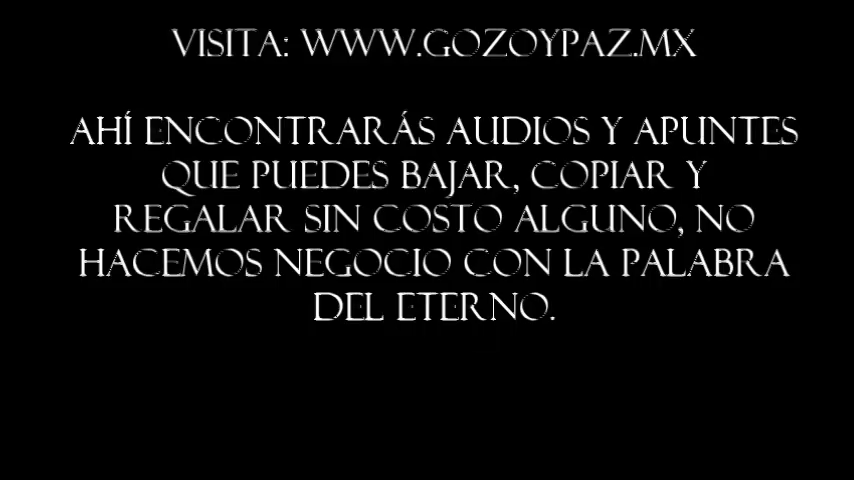 VISITA: WWW.GOZOYPAZ.MX
AHÍ ENCONTRARÁS AUDIOS Y APUNTES
QUE PUEDES BAJAR, COPIAR Y
REGALAR SIN COSTO ALGUNO, NO
HACEMOS NEGOCIO CON LA PALABRA
DEL ETERNO.